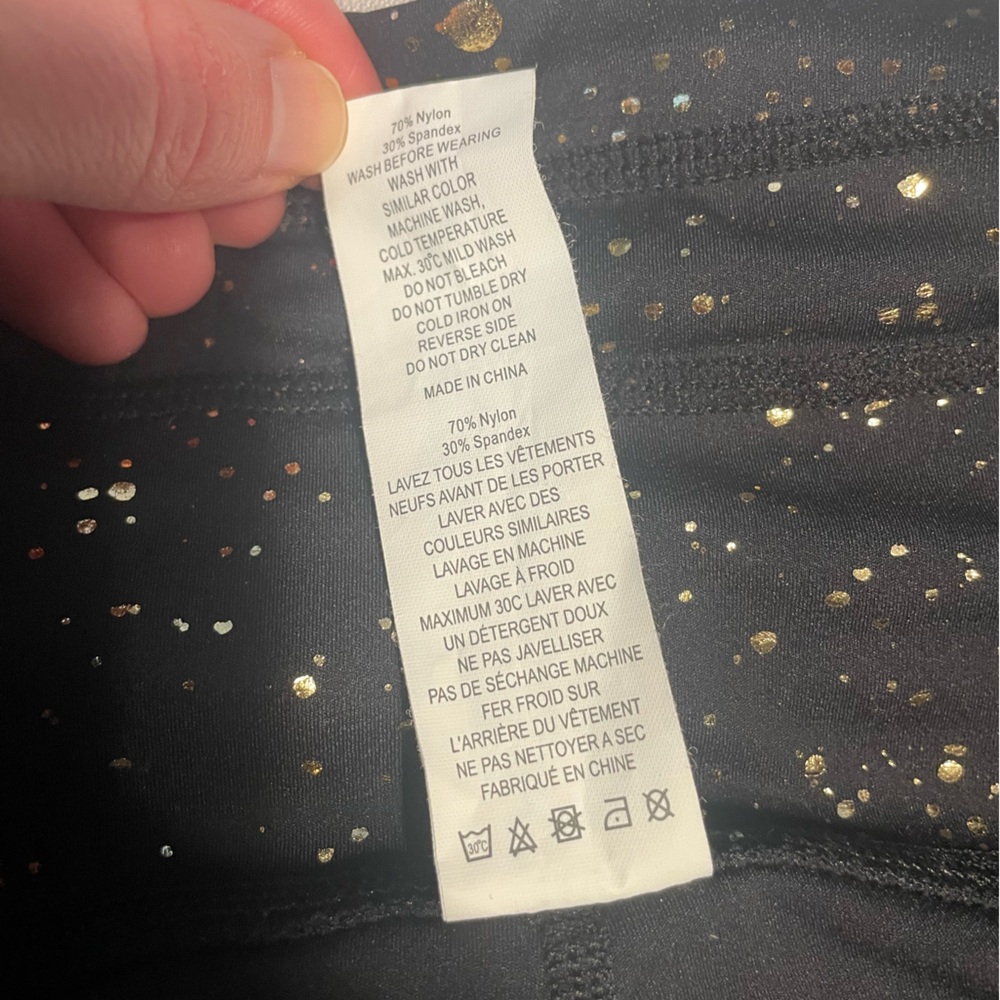 70% Nylon
30% Spandex
WASH BEFORE WEARING
WASH WITH
SIMILAR COLOR
MACHINE WASH,
COLD TEMPERATURE
MAX. 30°C MILD WASH
DO NOT BLEACH
DO NOT TUMBLE DRY
COLD IRON ON
REVERSE SIDE
DO NOT DRY CLEAN
MADE IN CHINA
70% Nylon
30% Spandex
LAVEZ TOUS LES VÊTEMENTS
NEUFS AVANT DE LES PORTER
LAVER AVEC DES
COULEURS SIMILAIRES
LAVAGE EN MACHINE
LAVAGE À FROID
MAXIMUM 30C LAVER AVEC
UN DÉTERGENT DOUX
NE PAS JAVELLISER
PAS DE SÉCHANGE MACHINE
FER FROID SUR
L'ARRIÈRE DU VÊTEMENT
NE PAS NETTOYER A SEC
FABRIQUÉ EN CHINE
30°C